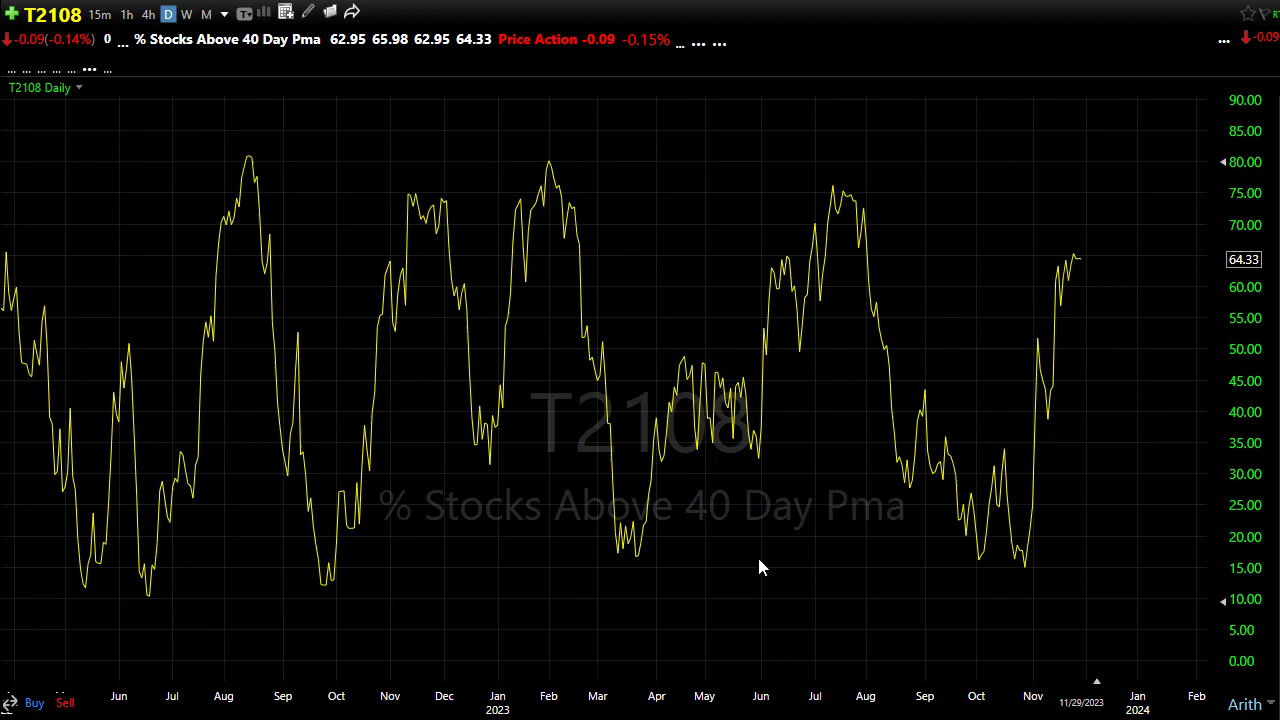 T2108 15m 1h 4h D W M
-0.09(-0.14%) 0 ... % Stocks Above 40 Day Pma 62.95 65.98 62.95 64.33 Price Action -0.09 -0.15% ... ... ... ... -0.09
... ... ... ... ... ... ...
T2108 Daily
90.00
85.00
80.00
75.00
70.00
64.33
60.00
55.00
50.00
45.00
40.00
35.00
30.00
25.00
20.00
15.00
10.00
5.00
0.00
T2108
% Stocks Above 40 Day Pma
Jun Jul Aug Sep Oct Nov Dec Jan Feb Mar Apr May Jun Jul Aug Sep Oct Nov Jan Feb
Buy Sell 2023 11/29/2023 2024 Arith